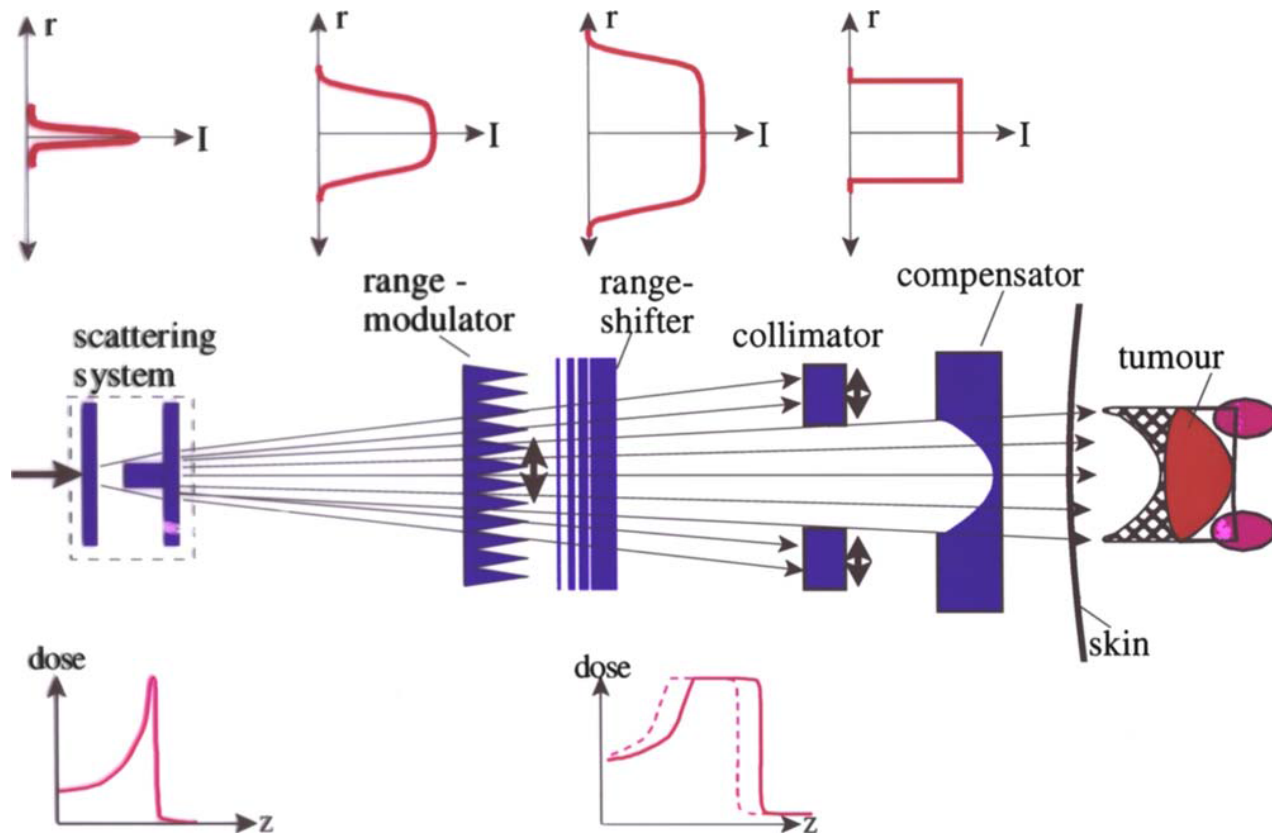 r
I
r
I
r
I
r
I
scattering
system
range -
modulator
range-
shifter
collimator
compensator
tumour
skin
dose
z
dose
z